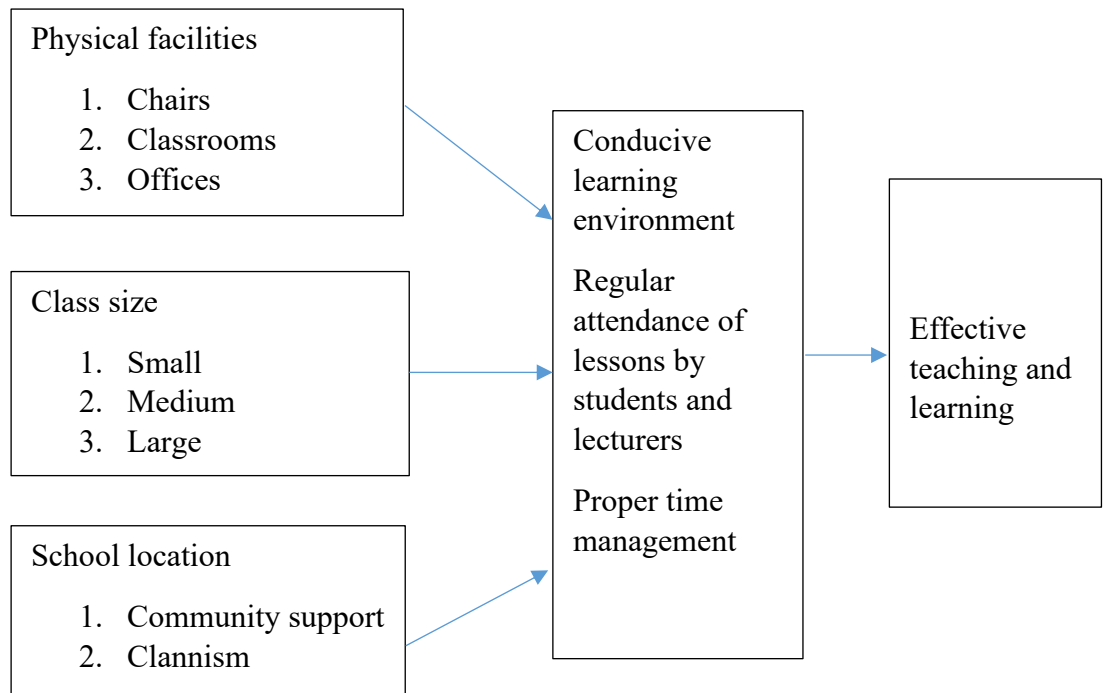 Physical facilities
1. Chairs
2. Classrooms
3. Offices
Class size
1. Small
2. Medium
3. Large
School location
1. Community support
2. Clannism
Conducive
learning
environment
Regular
attendance of
lessons by
students and
lecturers
Proper time
management
Effective
teaching and
learning